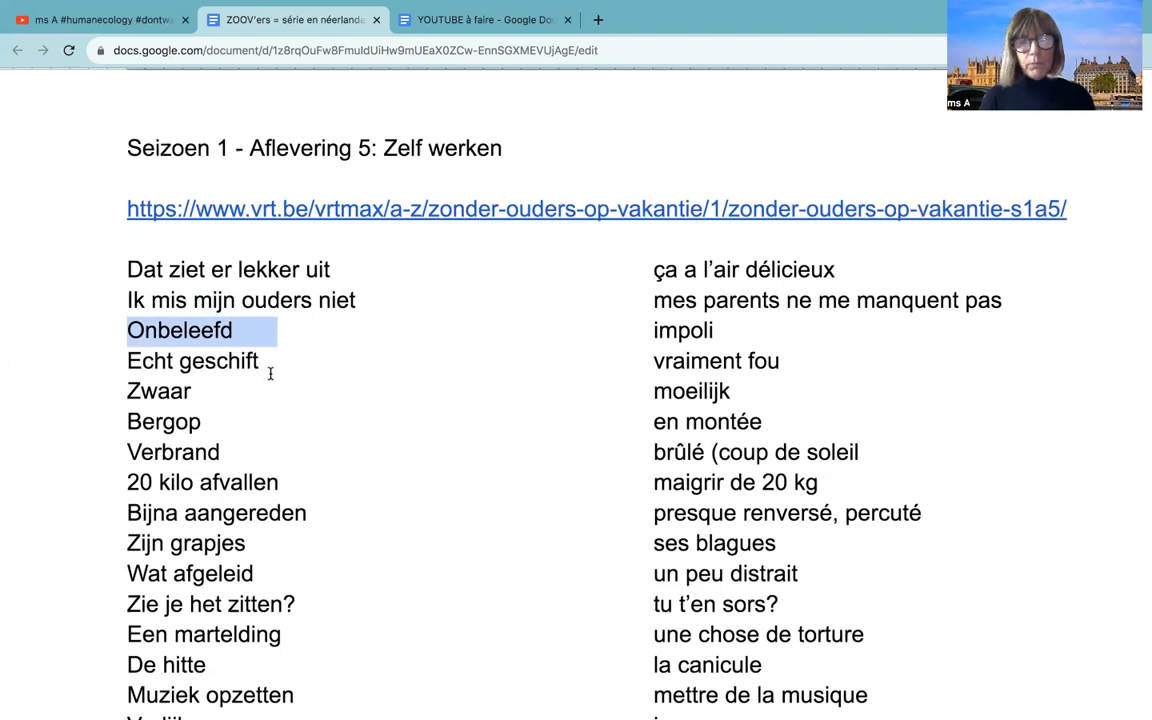 ms A #humanecology #dontwa
ZOOV'ers = série en néerlanda
YOUTUBE à faire - Google Doc
docs.google.com/document/d/1z8rqOuFw8FmuIdUiHw9mUEaX0ZCw-EnnSGXMEVUjAgE/edit
ms A
Seizoen 1 - Aflevering 5: Zelf werken
https://www.vrt.be/vrtmax/a-z/zonder-ouders-op-vakantie/1/zonder-ouders-op-vakantie-s1a5/
Dat ziet er lekker uit ça a l’air délicieux
Ik mis mijn ouders niet mes parents ne me manquent pas
Onbeleefd impoli
Echt geschift vraiment fou
Zwaar moeilijk
Bergop en montée
Verbrand brûlé (coup de soleil
20 kilo afvallen maigrir de 20 kg
Bijna aangereden presque renversé, percuté
Zijn grapjes ses blagues
Wat afgeleid un peu distrait
Zie je het zitten? tu t’en sors?
Een martelding une chose de torture
De hitte la canicule
Muziek opzetten mettre de la musique